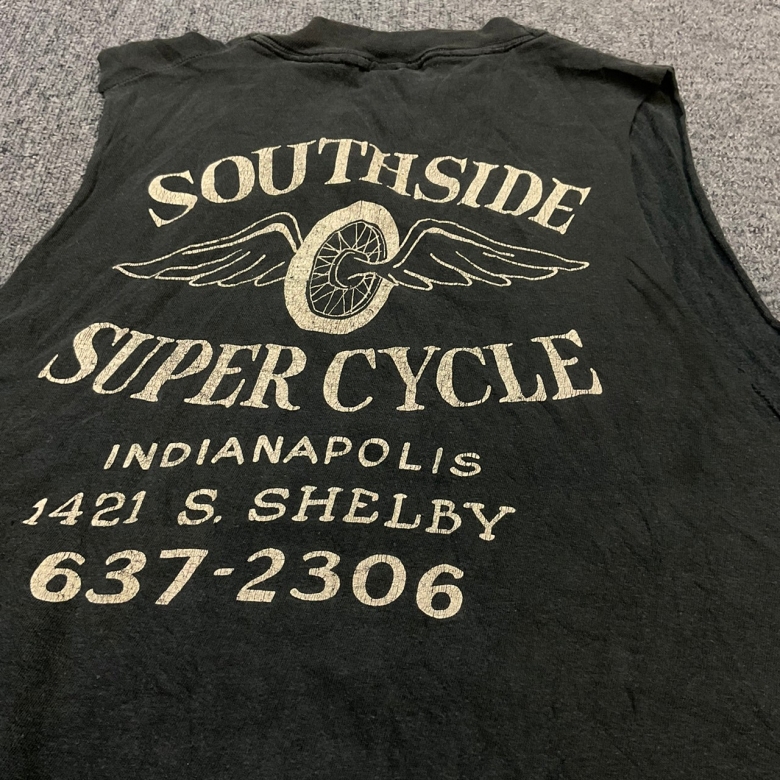 SOUTHSIDE
SUPER CYCLE
INDIANAPOLIS
1421 S. SHELBY
637-2306